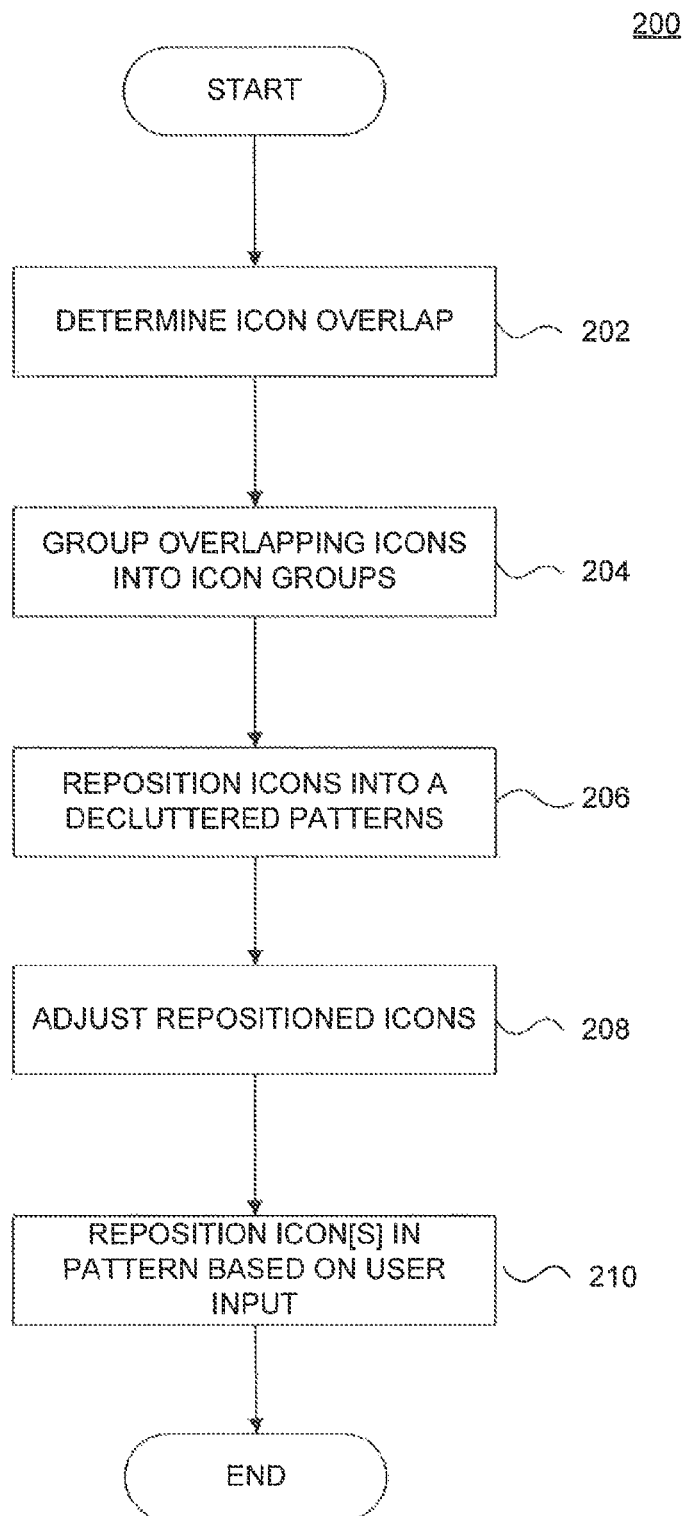 200
START
DETERMINE ICON OVERLAP
202
GROUP OVERLAPPING ICONS
INTO ICON GROUPS
204
REPOSITION ICONS INTO A
DECLUTTERED PATTERNS
206
ADJUST REPOSITIONED ICONS
208
REPOSITION ICON[S] IN
PATTERN BASED ON USER
INPUT
210
END